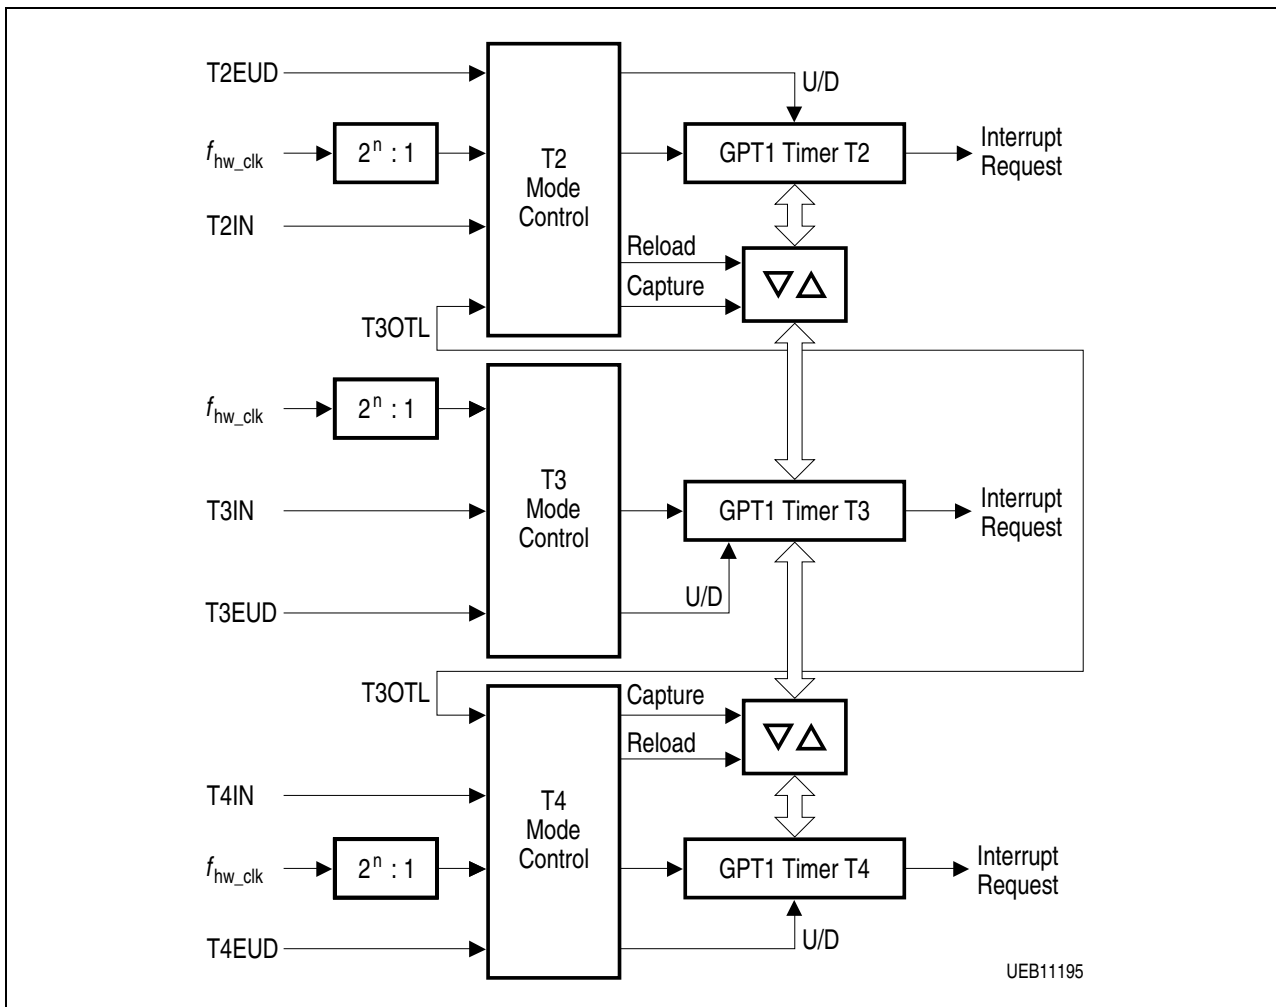 T2EUD
U/D
f hw_clk
2ⁿ : 1
T2
Mode
Control
GPT1 Timer T2
Interrupt
Request
T2IN
Reload
Capture
T3OTL
f hw_clk
2ⁿ : 1
T3
Mode
Control
T3IN
GPT1 Timer T3
Interrupt
Request
T3EUD
U/D
T3OTL
Capture
Reload
T4IN
T4
Mode
Control
f hw_clk
2ⁿ : 1
GPT1 Timer T4
Interrupt
Request
T4EUD
U/D
UEB11195